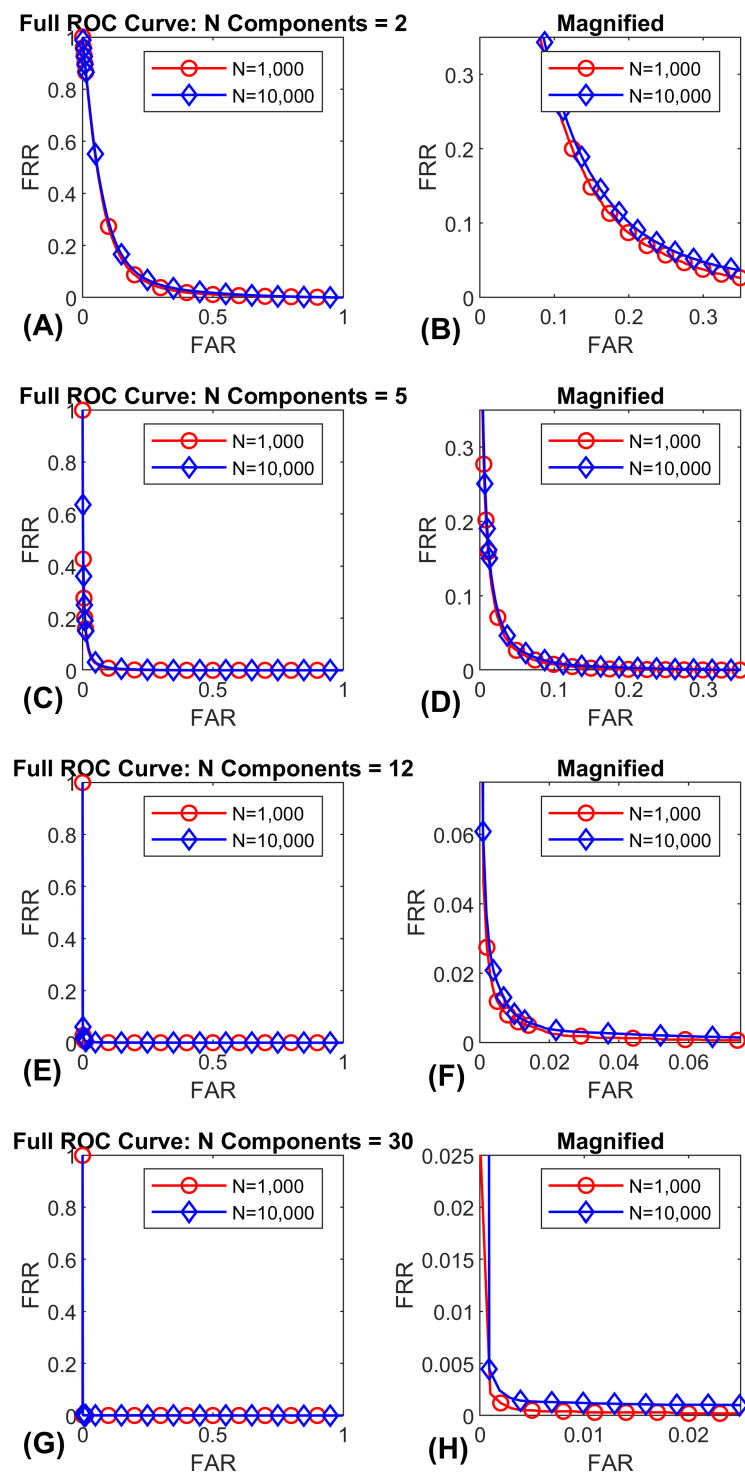 Full ROC Curve: N Components = 2
1
0.8
0.6
0.4
0.2
0
FRR
N=1,000
N=10,000
0
0.5
1
FAR
(A)
Magnified
0.3
0.2
0.1
0
FRR
N=1,000
N=10,000
0
0.1
0.2
0.3
FAR
(B)
Full ROC Curve: N Components = 5
1
0.8
0.6
0.4
0.2
0
FRR
N=1,000
N=10,000
0
0.5
1
FAR
(C)
Magnified
0.3
0.2
0.1
0
FRR
N=1,000
N=10,000
0
0.1
0.2
0.3
FAR
(D)
Full ROC Curve: N Components = 12
1
0.8
0.6
0.4
0.2
0
FRR
N=1,000
N=10,000
0
0.5
1
FAR
(E)
Magnified
0.06
0.04
0.02
0
FRR
N=1,000
N=10,000
0
0.02
0.04
0.06
FAR
(F)
Full ROC Curve: N Components = 30
1
0.8
0.6
0.4
0.2
0
FRR
N=1,000
N=10,000
0
0.5
1
FAR
(G)
Magnified
0.025
0.02
0.015
0.01
0.005
0
FRR
N=1,000
N=10,000
0
0.01
0.02
FAR
(H)